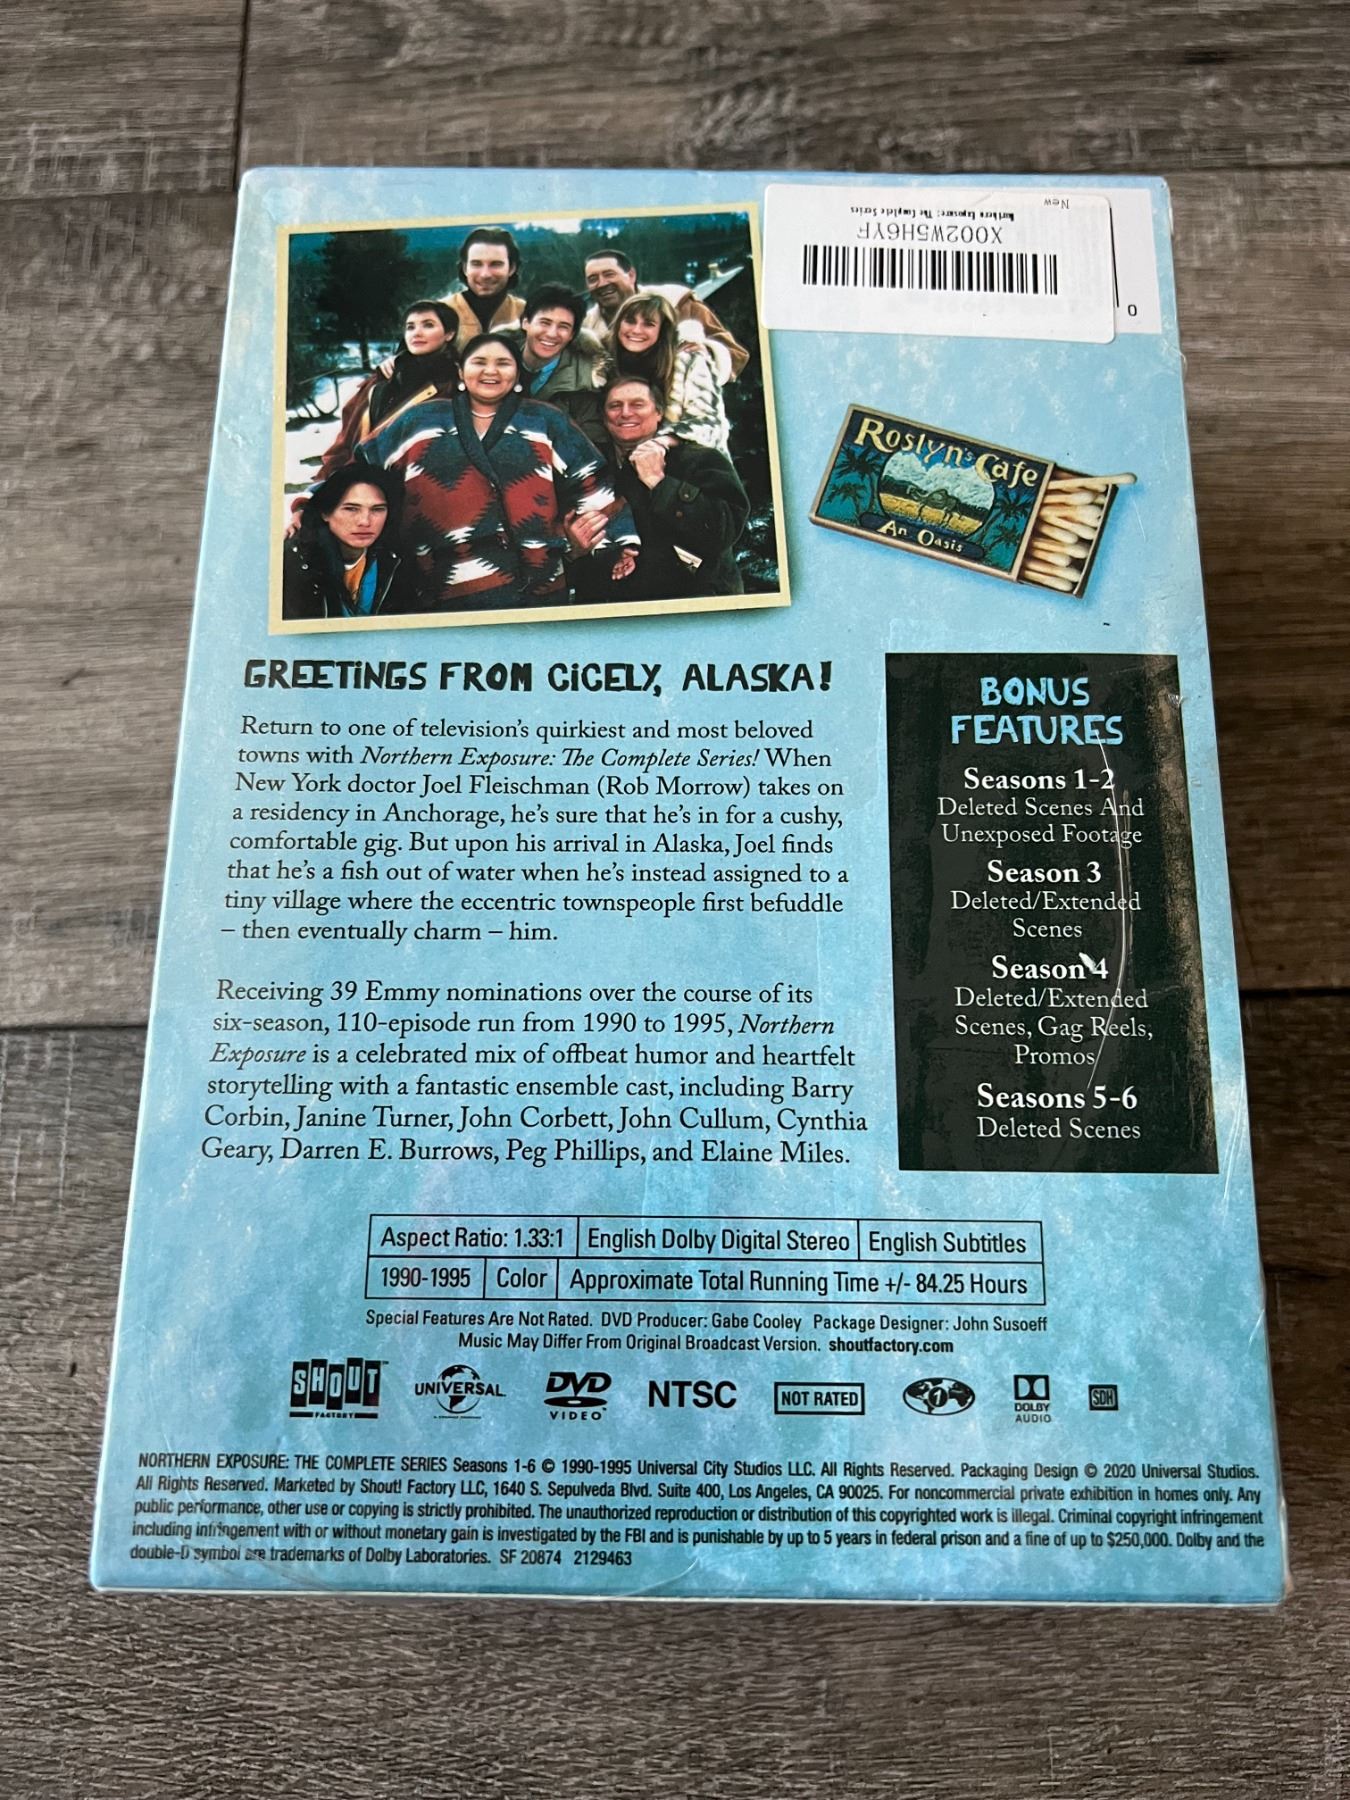 New
Northern Exposure: The Complete Series
X002W5H6YF
0
Roslyn's Cafe
An Oasis
GREETINGS FROM CICELY, ALASKA!
Return to one of television's quirkiest and most beloved
towns with Northern Exposure: The Complete Series! When
New York doctor Joel Fleischman (Rob Morrow) takes on
a residency in Anchorage, he's sure that he's in for a cushy,
comfortable gig. But upon his arrival in Alaska, Joel finds
that he's a fish out of water when he's instead assigned to a
tiny village where the eccentric townspeople first befuddle
– then eventually charm – him.
Receiving 39 Emmy nominations over the course of its
six-season, 110-episode run from 1990 to 1995, Northern
Exposure is a celebrated mix of offbeat humor and heartfelt
storytelling with a fantastic ensemble cast, including Barry
Corbin, Janine Turner, John Corbett, John Cullum, Cynthia
Geary, Darren E. Burrows, Peg Phillips, and Elaine Miles.
BONUS
FEATURES
Seasons 1-2
Deleted Scenes And
Unexposed Footage
Season 3
Deleted/Extended
Scenes
Season 4
Deleted/Extended
Scenes, Gag Reels,
Promos
Seasons 5-6
Deleted Scenes
Aspect Ratio: 1.33:1 English Dolby Digital Stereo English Subtitles
1990-1995 Color Approximate Total Running Time +/- 84.25 Hours
Special Features Are Not Rated. DVD Producer: Gabe Cooley Package Designer: John Susoeff
Music May Differ From Original Broadcast Version. shoutfactory.com
SHOUT FACTORY UNIVERSAL DVD VIDEO NTSC NOT RATED 1 DOLBY AUDIO SDH
NORTHERN EXPOSURE: THE COMPLETE SERIES Seasons 1-6 © 1990-1995 Universal City Studios LLC. All Rights Reserved. Packaging Design © 2020 Universal Studios.
All Rights Reserved. Marketed by Shout! Factory LLC, 1640 S. Sepulveda Blvd. Suite 400, Los Angeles, CA 90025. For noncommercial private exhibition in homes only. Any
public performance, other use or copying is strictly prohibited. The unauthorized reproduction or distribution of this copyrighted work is illegal. Criminal copyright infringement
including infringement with or without monetary gain is investigated by the FBI and is punishable by up to 5 years in federal prison and a fine of up to $250,000. Dolby and the
double-D symbol are trademarks of Dolby Laboratories. SF 20874 2129463